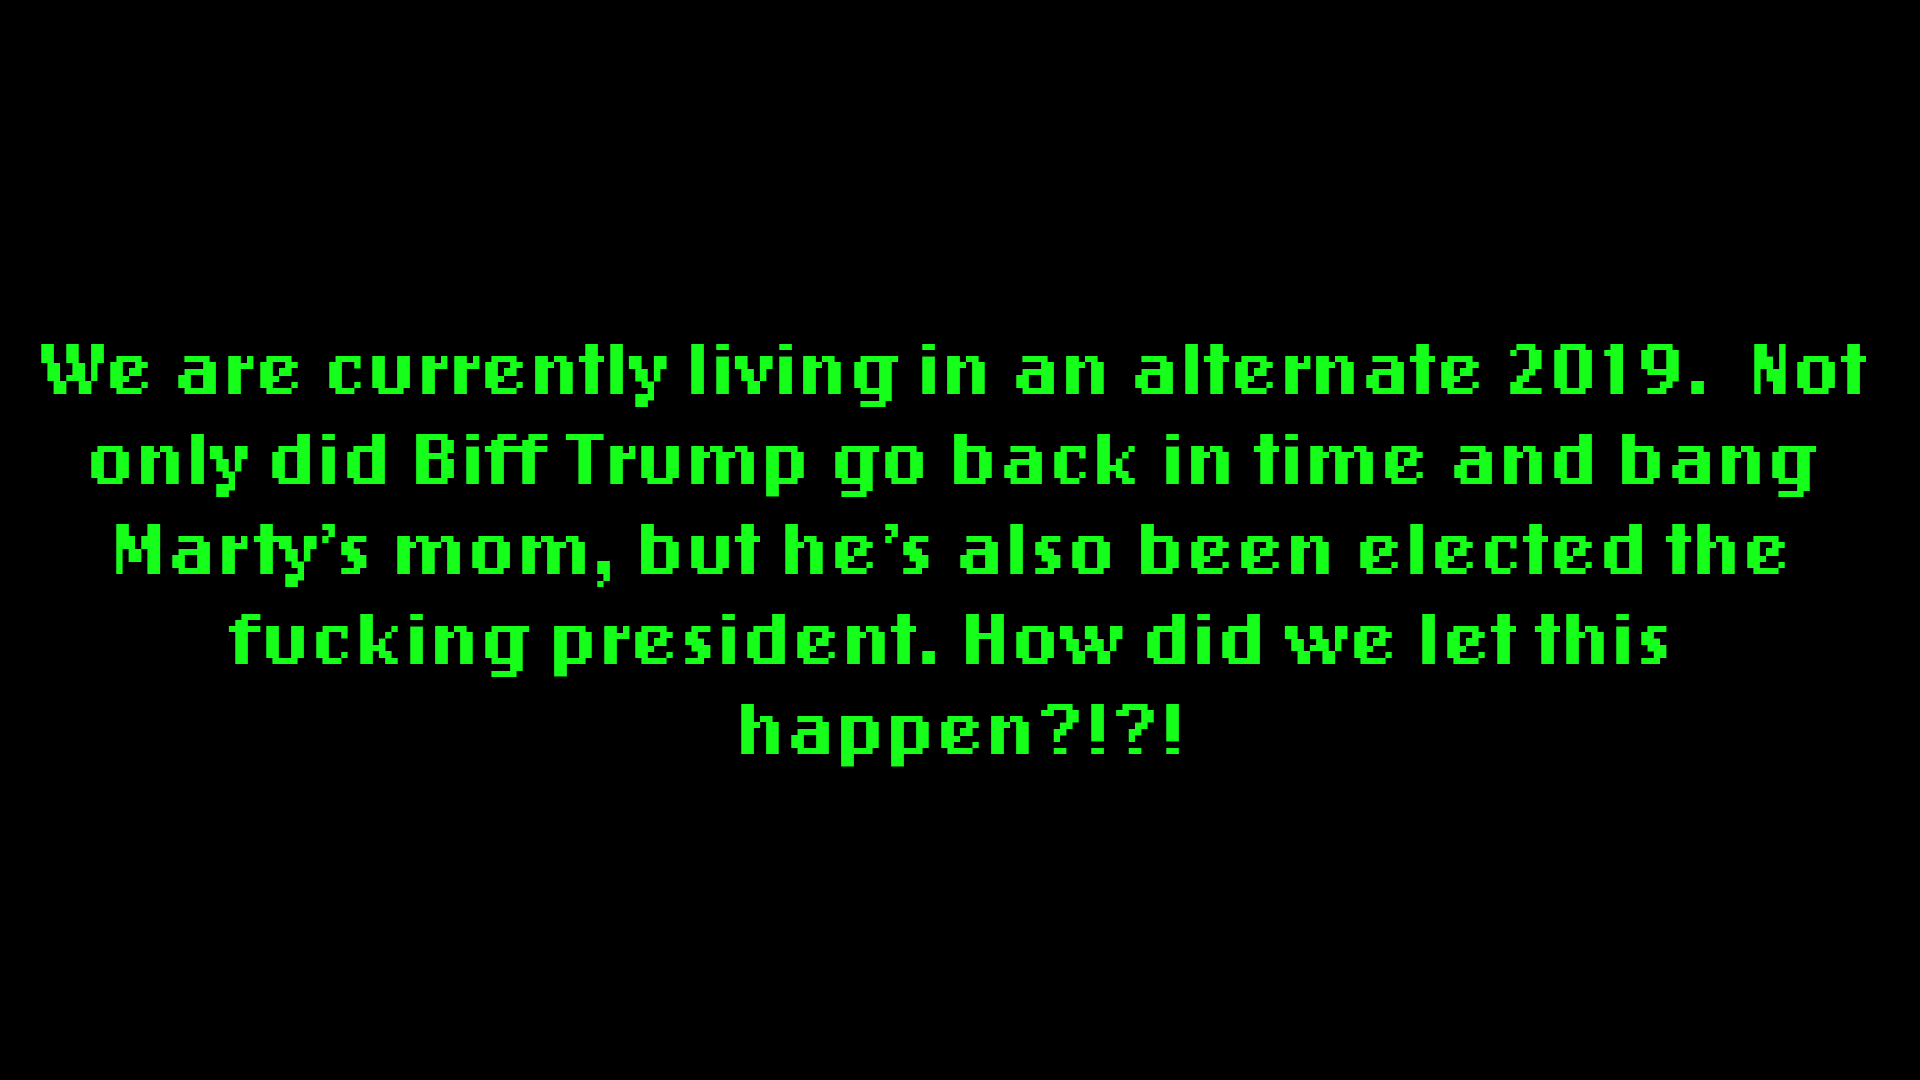 We are currently living in an alternate 2019.  Not
only did Biff Trump go back in time and bang
Marty's mom, but he's also been elected the
fucking president. How did we let this
happen?!?!